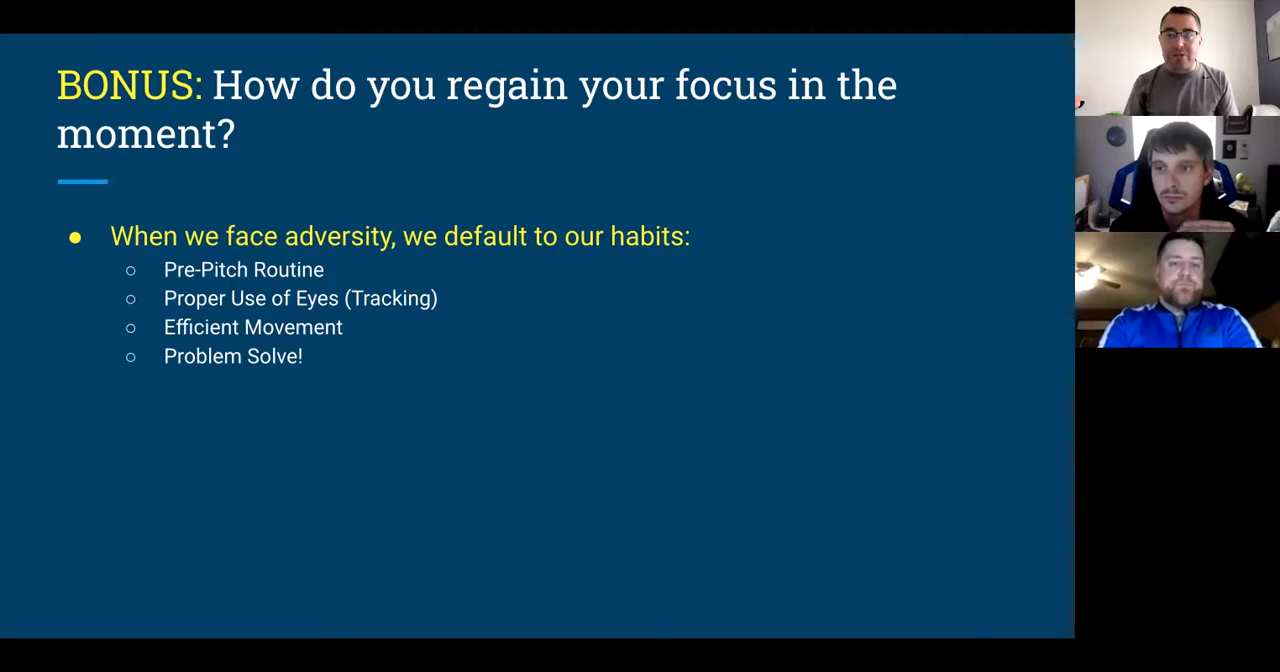 BONUS: How do you regain your focus in the
moment?
● When we face adversity, we default to our habits:
○ Pre-Pitch Routine
○ Proper Use of Eyes (Tracking)
○ Efficient Movement
○ Problem Solve!